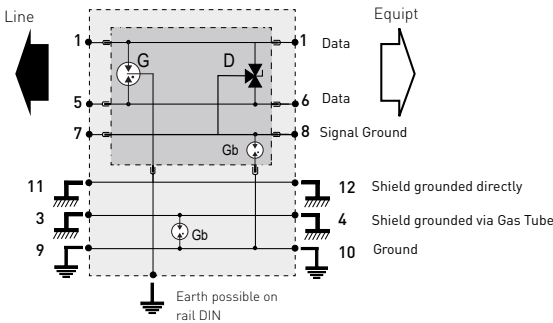 Line
Equipt
1
G
D
1
Data
5
6
Data
7
8
Signal Ground
Gb
11
12
Shield grounded directly
3
4
Shield grounded via Gas Tube
Gb
9
10
Ground
Earth possible on
rail DIN